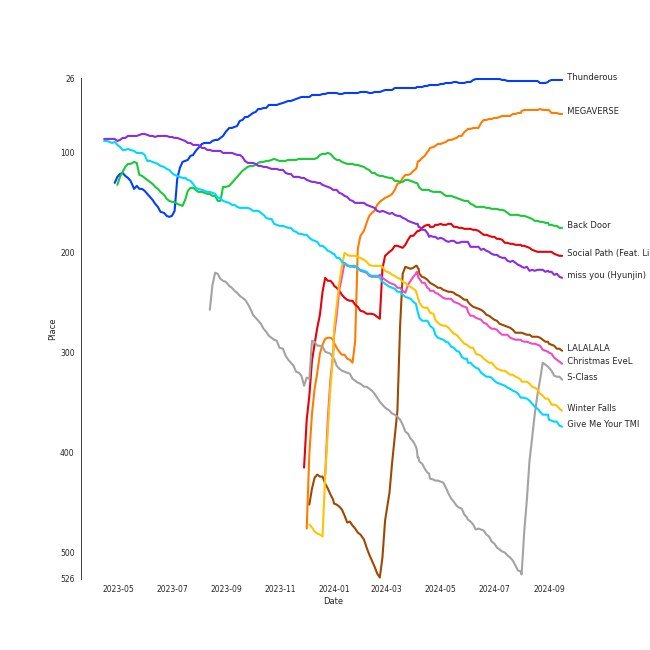 26
100
200
300
400
500
526
Place
Thunderous
MEGAVERSE
Back Door
Social Path (Feat. Li
miss you (Hyunjin)
LALALALA
Christmas EveL
S-Class
Winter Falls
Give Me Your TMI
2023-05 2023-07 2023-09 2023-11 2024-01 2024-03 2024-05 2024-07 2024-09
Date